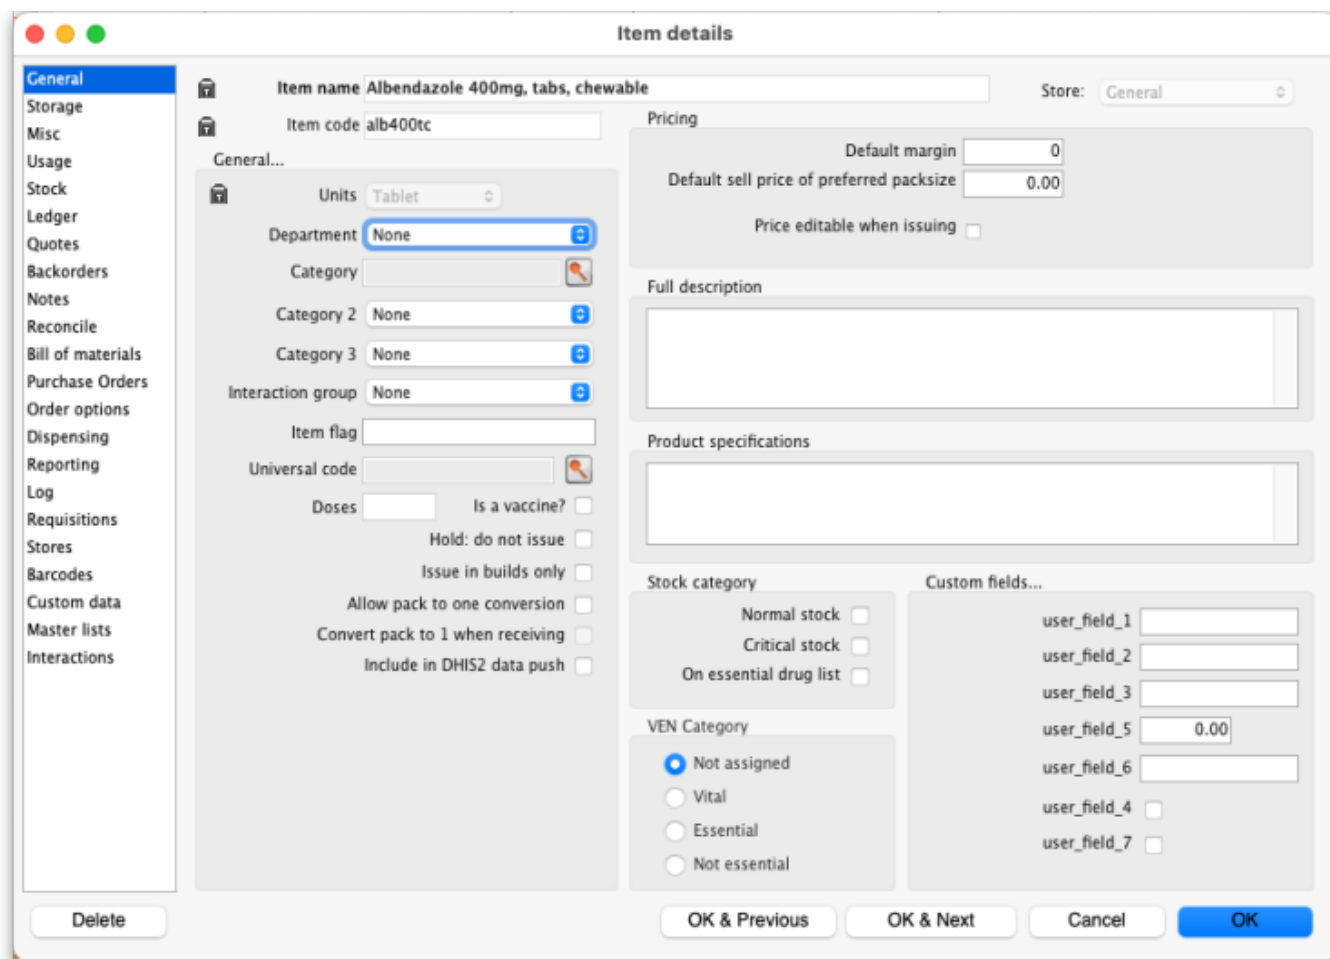 Item details
General
Storage
Misc
Usage
Stock
Ledger
Quotes
Backorders
Notes
Reconcile
Bill of materials
Purchase Orders
Order options
Dispensing
Reporting
Log
Requisitions
Stores
Barcodes
Custom data
Master lists
Interactions
Item name Albendazole 400mg, tabs, chewable
Store: General
Item code alb400tc
General...
Units Tablet
Department None
Category
Category 2 None
Category 3 None
Interaction group None
Item flag
Universal code
Doses Is a vaccine?
Hold: do not issue
Issue in builds only
Allow pack to one conversion
Convert pack to 1 when receiving
Include in DHIS2 data push
Pricing
Default margin 0
Default sell price of preferred packsize 0.00
Price editable when issuing
Full description
Product specifications
Stock category
Normal stock
Critical stock
On essential drug list
VEN Category
Not assigned
Vital
Essential
Not essential
Custom fields...
user_field_1
user_field_2
user_field_3
user_field_5 0.00
user_field_6
user_field_4
user_field_7
Delete
OK & Previous
OK & Next
Cancel
OK